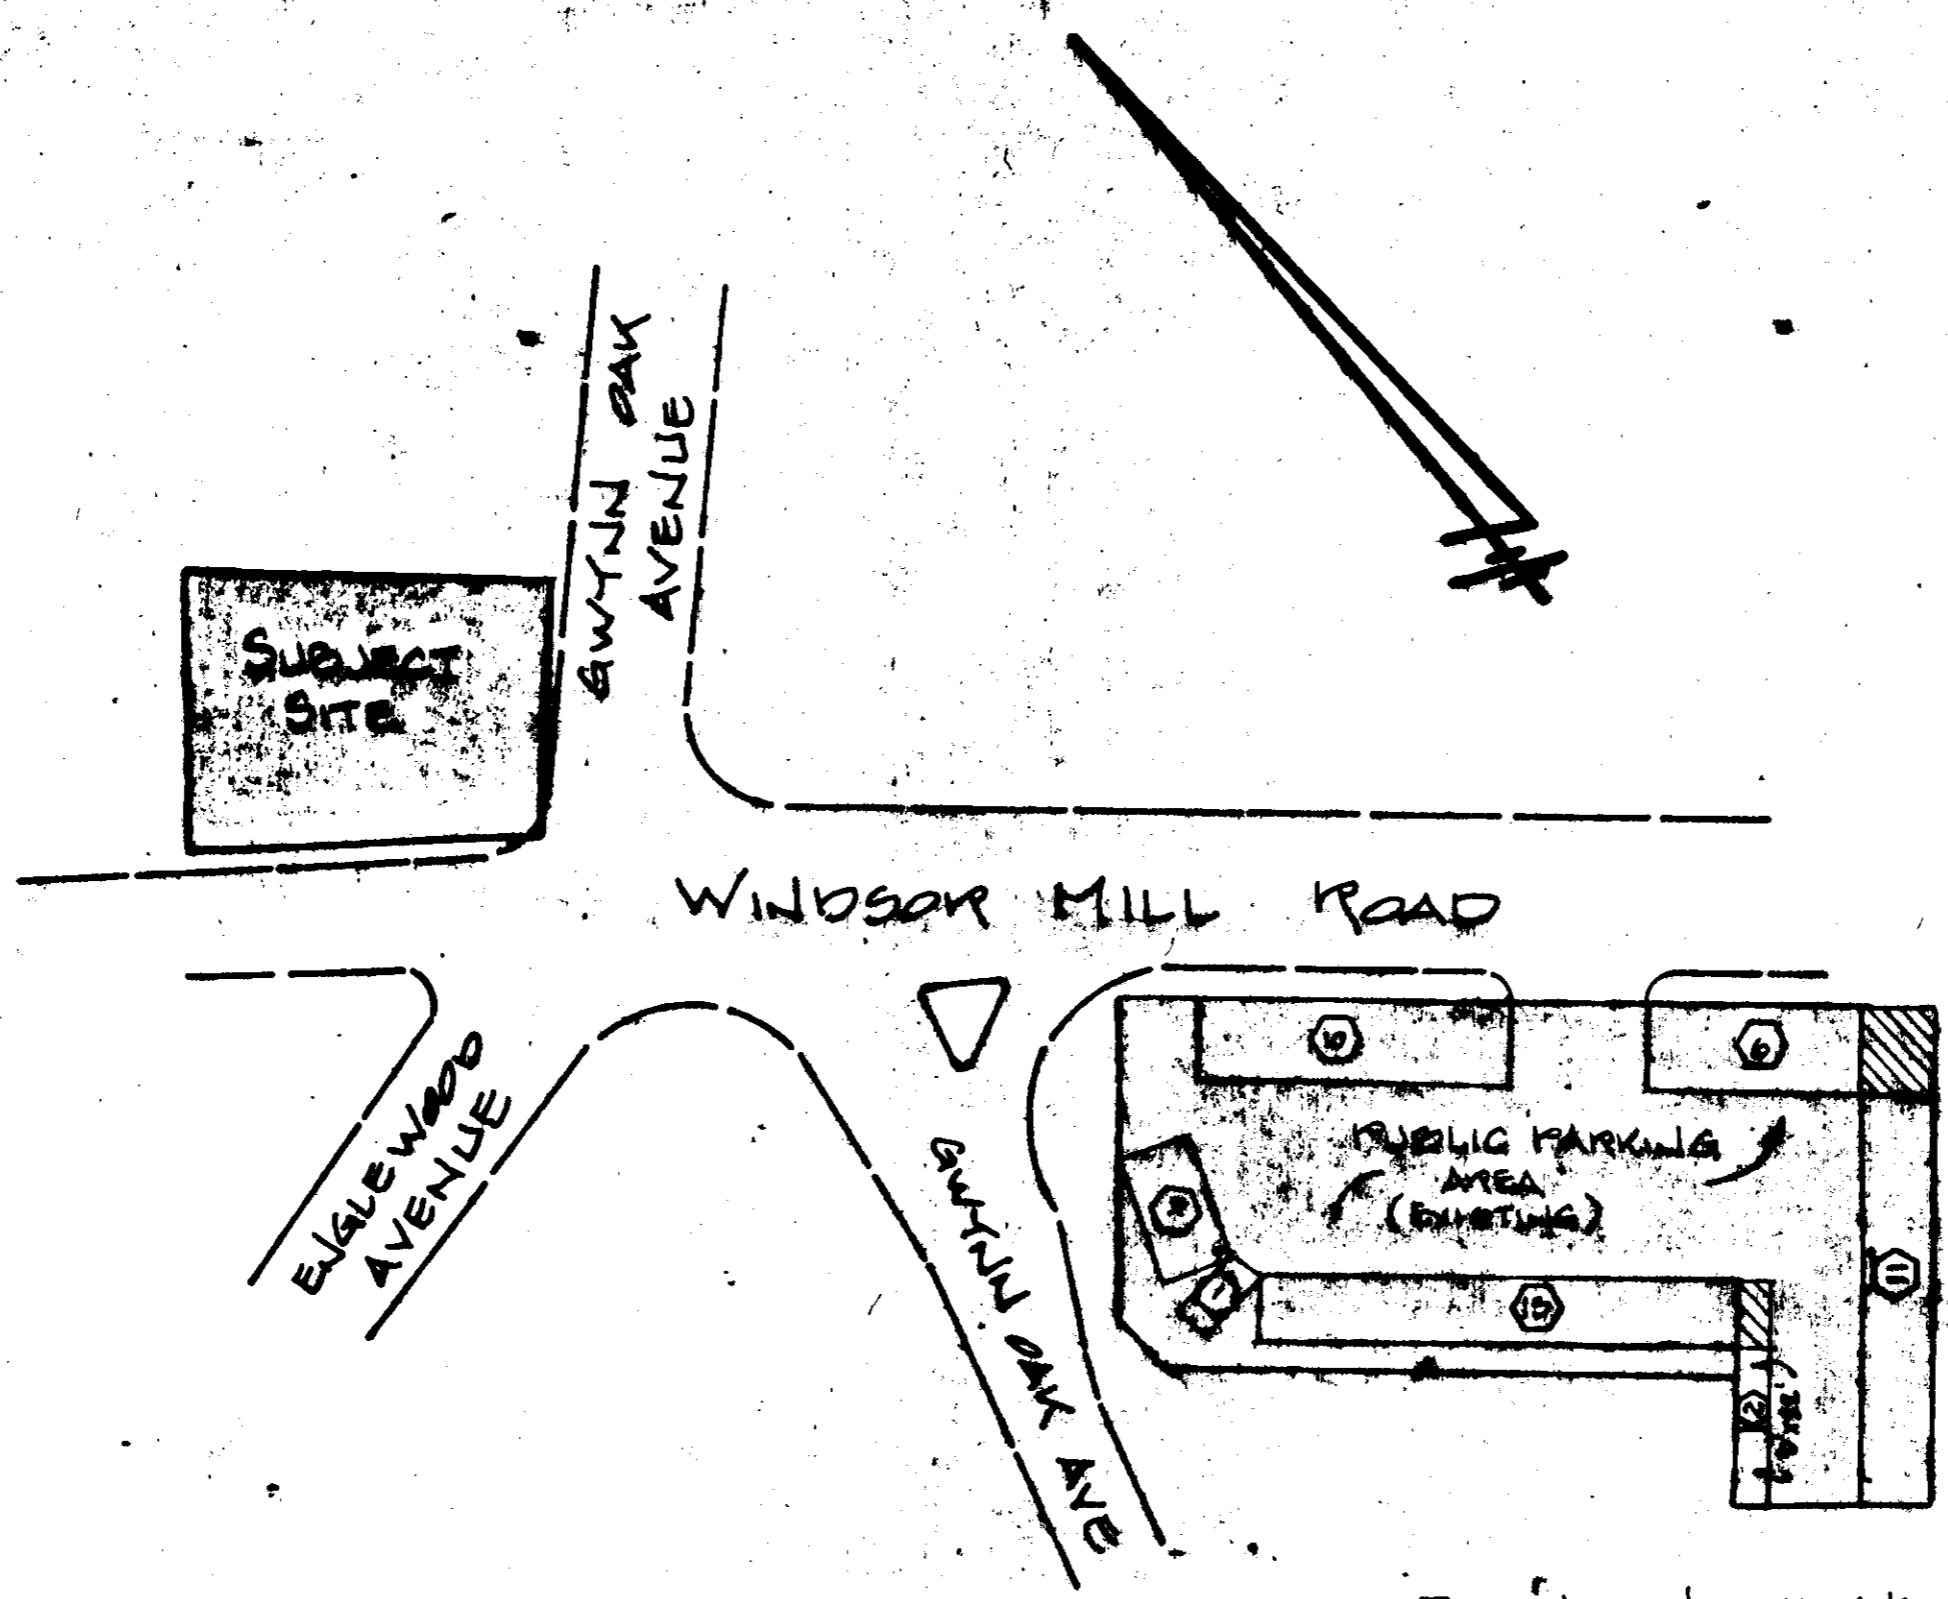 GWYNN OAK
AVENUE
SUBJECT
SITE
WINDSOR MILL ROAD
ENGLEWOOD
AVENUE
GWYNN OAK AVE
10
6
PUBLIC PARKING
AREA
(EXISTING)
11
15
2